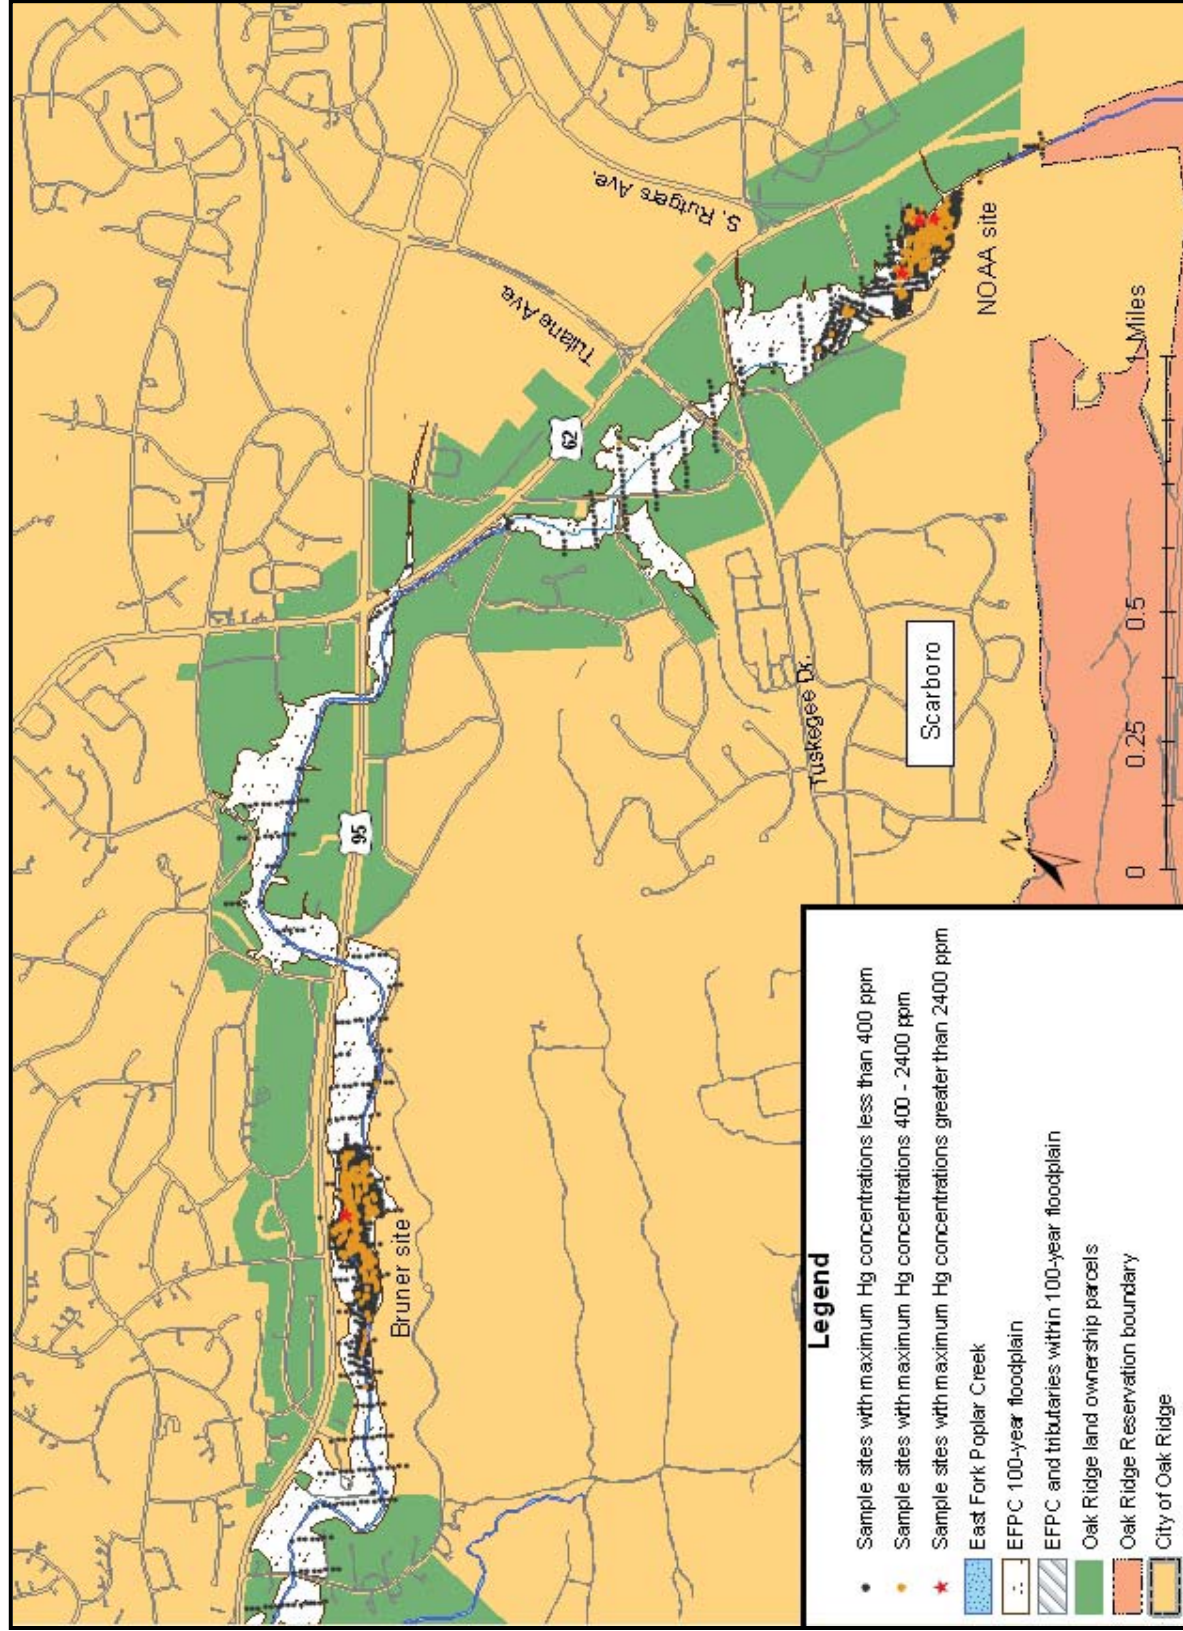 S. Rutgers Ave.
Tulane Ave.
62
NOAA site
95
Tuskegee Dr.
Scarboro
Bruner site
N
0 0.25 0.5 1 Miles
Legend
Sample sites with maximum Hg concentrations less than 400 ppm
Sample sites with maximum Hg concentrations 400 - 2400 ppm
Sample sites with maximum Hg concentrations greater than 2400 ppm
East Fork Poplar Creek
EFPC 100-year floodplain
EFPC and tributaries within 100-year floodplain
Oak Ridge land ownership parcels
Oak Ridge Reservation boundary
City of Oak Ridge